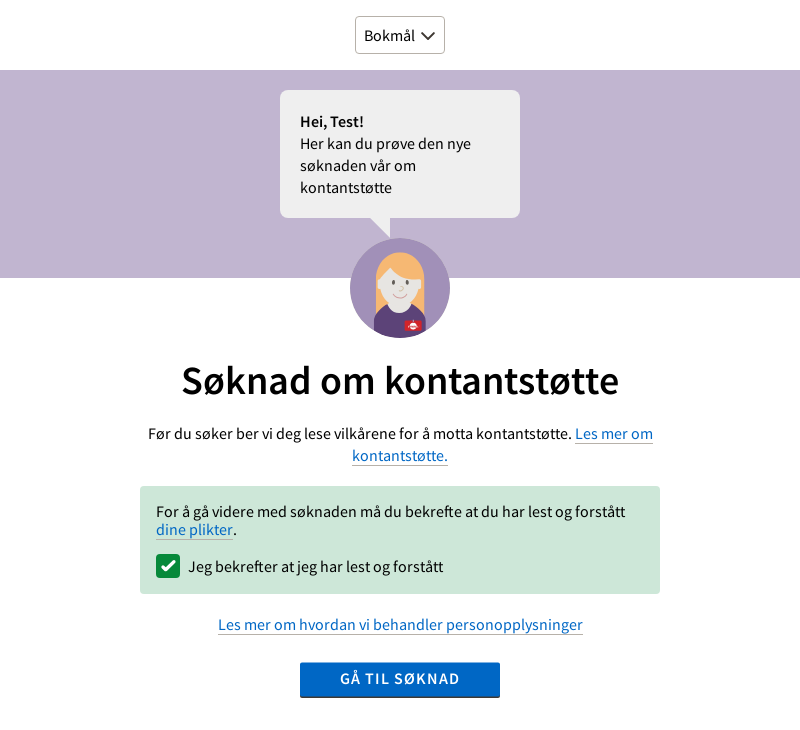 Bokmål
Hei, Test!
Her kan du prøve den nye
søknaden vår om
kontantstøtte
Søknad om kontantstøtte
Før du søker ber vi deg lese vilkårene for å motta kontantstøtte. Les mer om
kontantstøtte.
For å gå videre med søknaden må du bekrefte at du har lest og forstått
dine plikter.
Jeg bekrefter at jeg har lest og forstått
Les mer om hvordan vi behandler personopplysninger
GÅ TIL SØKNAD